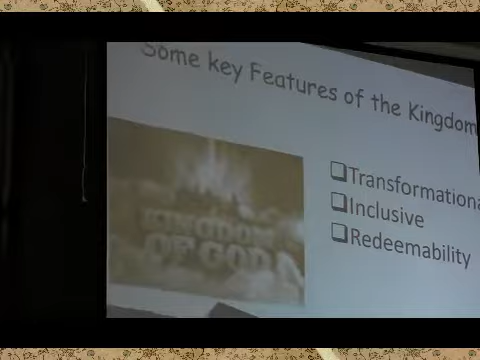 Some key Features of the Kingdom
KINGDOM
OF GOD
❑Transformationa
❑Inclusive
❑Redeemability